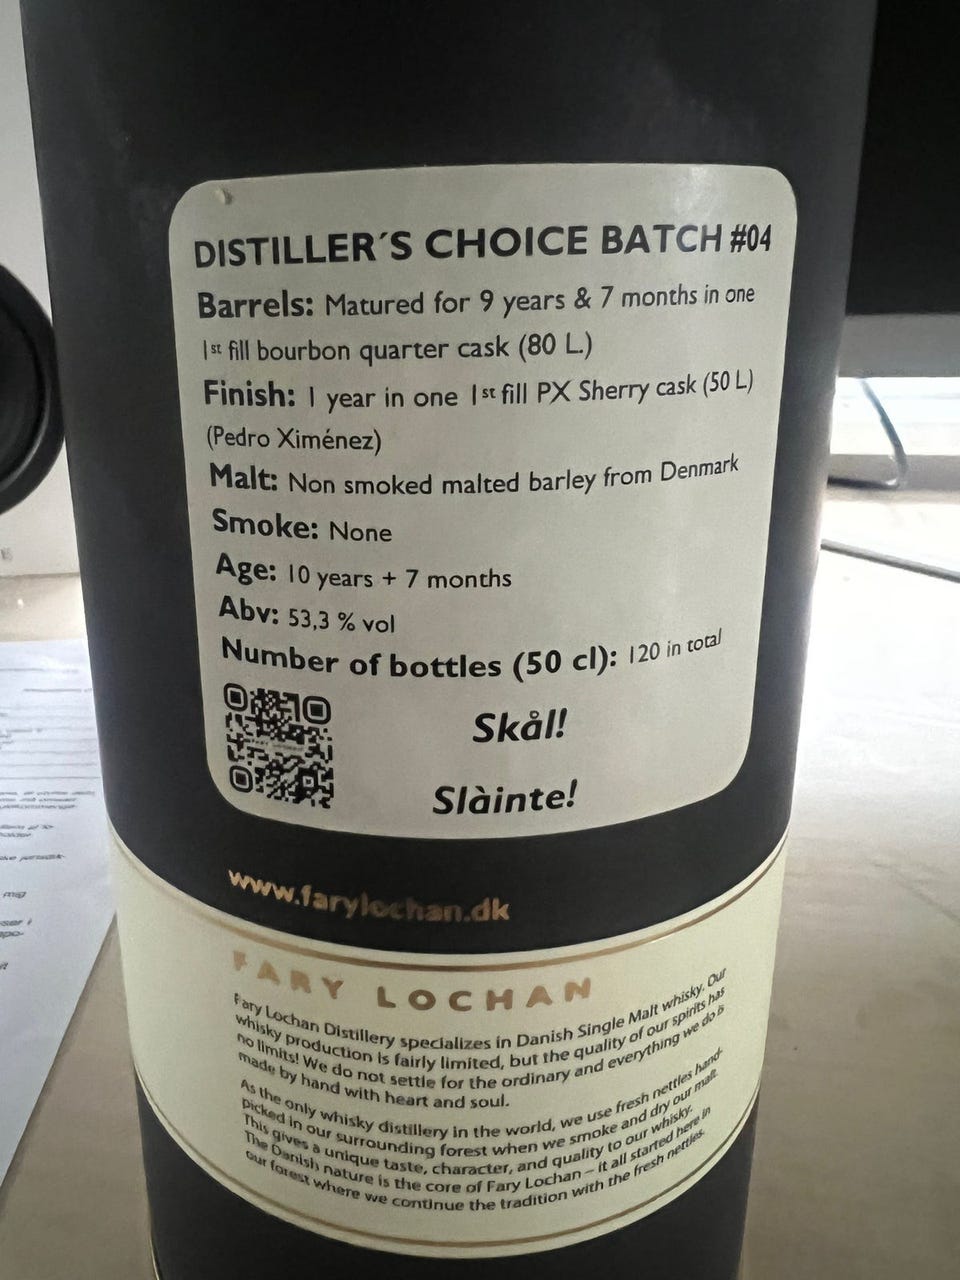 DISTILLER´S CHOICE BATCH #04
Barrels: Matured for 9 years & 7 months in one
1st fill bourbon quarter cask (80 L.)
Finish: 1 year in one 1st fill PX Sherry cask (50 L)
(Pedro Ximénez)
Malt: Non smoked malted barley from Denmark
Smoke: None
Age: 10 years + 7 months
Abv: 53,3 % vol
Number of bottles (50 cl): 120 in total
Skål!
Slàinte!
www.farylochan.dk
FARY LOCHAN
Fary Lochan Distillery specializes in Danish Single Malt whisky. Our
whisky production is fairly limited, but the quality of our spirits has
no limits! We do not settle for the ordinary and everything we do is
made by hand with heart and soul.
As the only whisky distillery in the world, we use fresh nettles hand-
picked in our surrounding forest when we smoke and dry our malt.
This gives a unique taste, character, and quality to our whisky.
The Danish nature is the core of Fary Lochan – it all started here in
our forest where we continue the tradition with the fresh nettles.